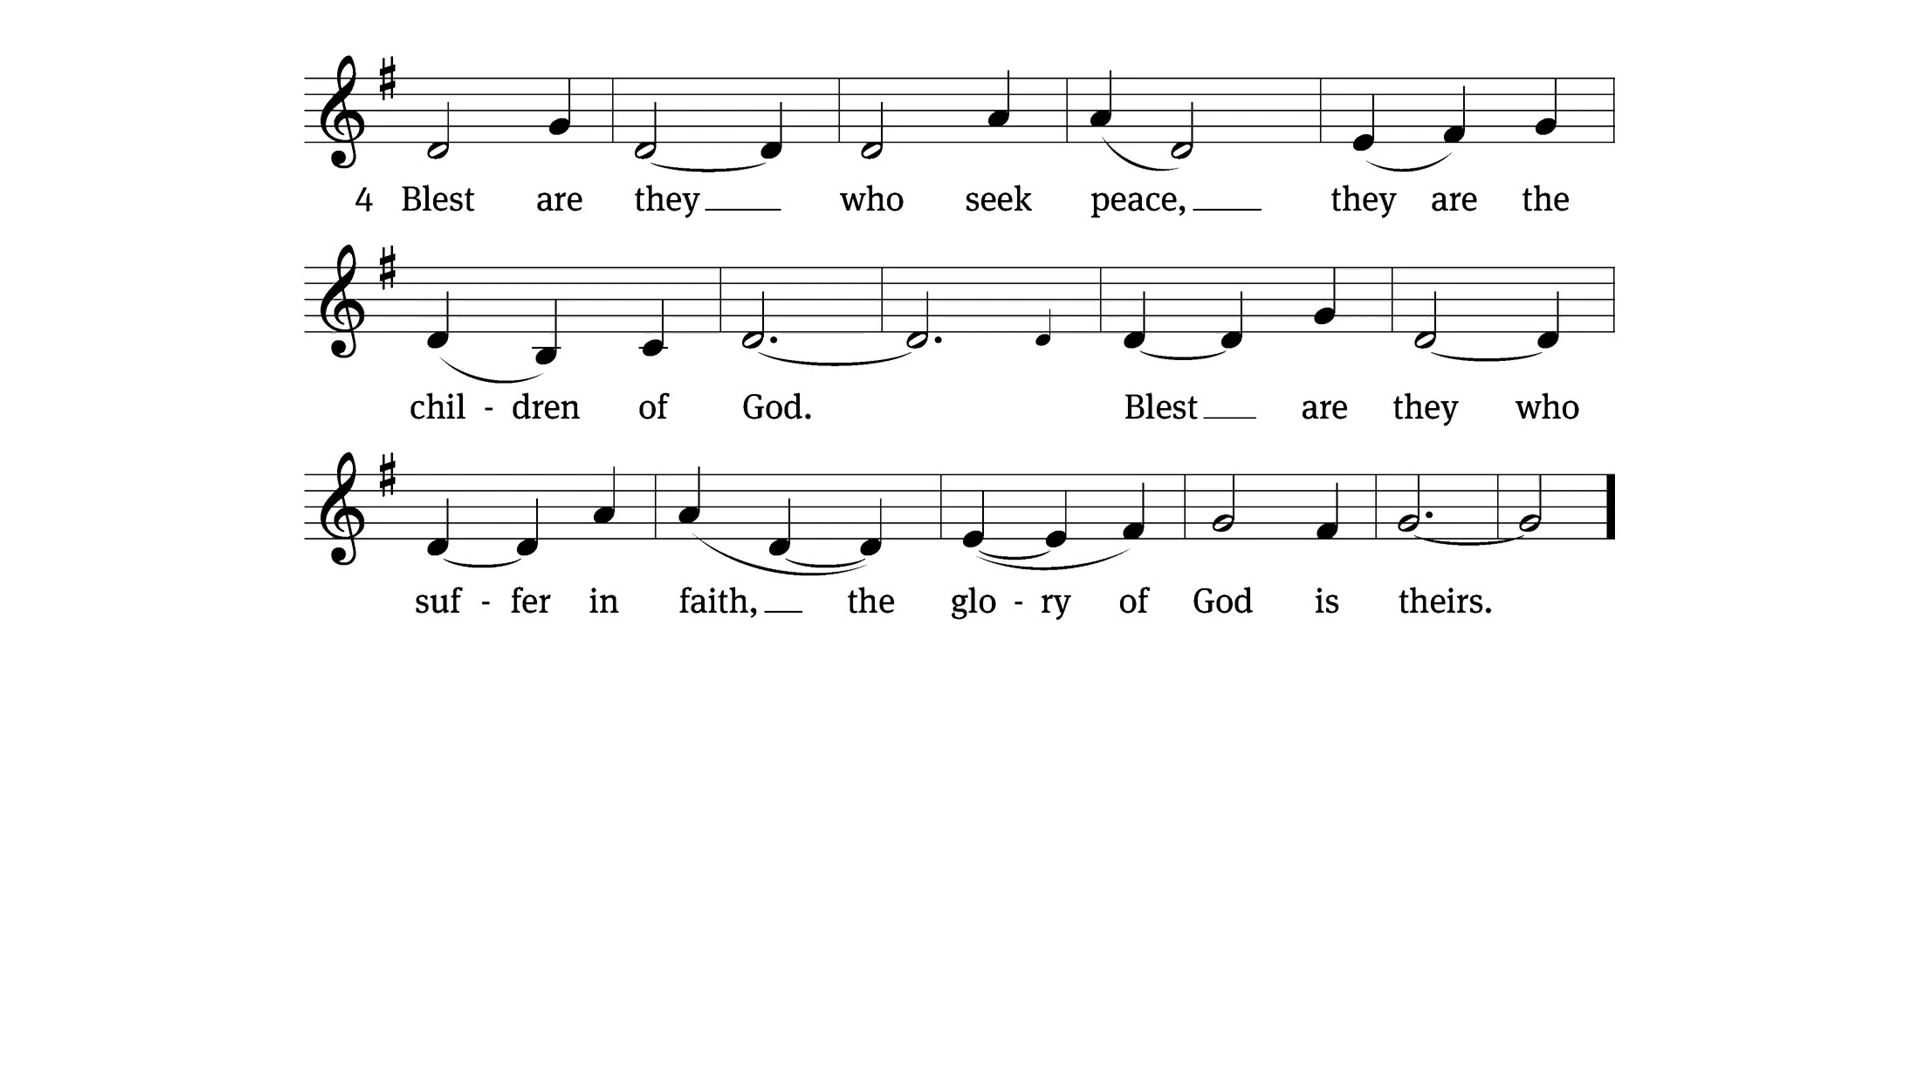 4 Blest are they who seek peace, they are the
chil - dren of God. Blest are they who
suf - fer in faith, the glo - ry of God is theirs.